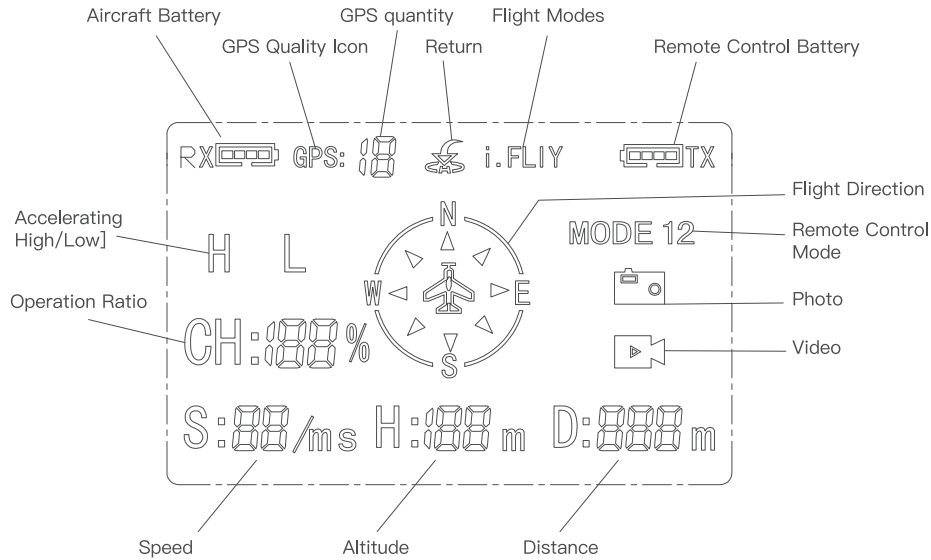 Aircraft Battery
GPS quantity
Flight Modes
GPS Quality Icon
Return
Remote Control Battery
RX
GPS:
18
i.FLIY
TX
Accelerating
High/Low]
H L
N
W
E
S
MODE 12
Flight Direction
Remote Control
Mode
Operation Ratio
CH:188%
Photo
Video
S:88/ms
H:188m
D:888m
Speed
Altitude
Distance